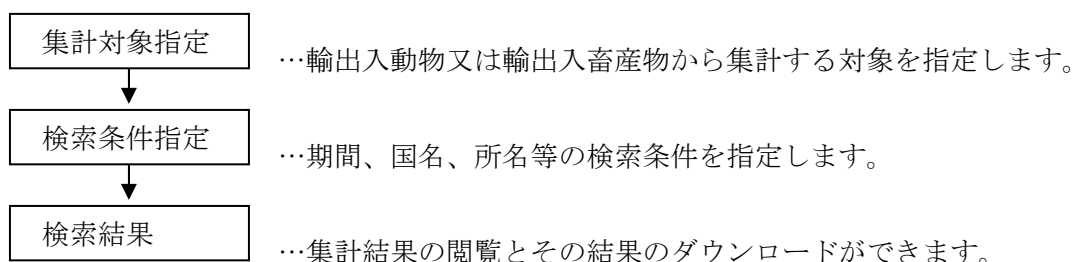 集計対象指定 …輸出入動物又は輸出入畜産物から集計する対象を指定します。
検索条件指定 …期間、国名、所名等の検索条件を指定します。
検索結果 …集計結果の閲覧とその結果のダウンロードができます。